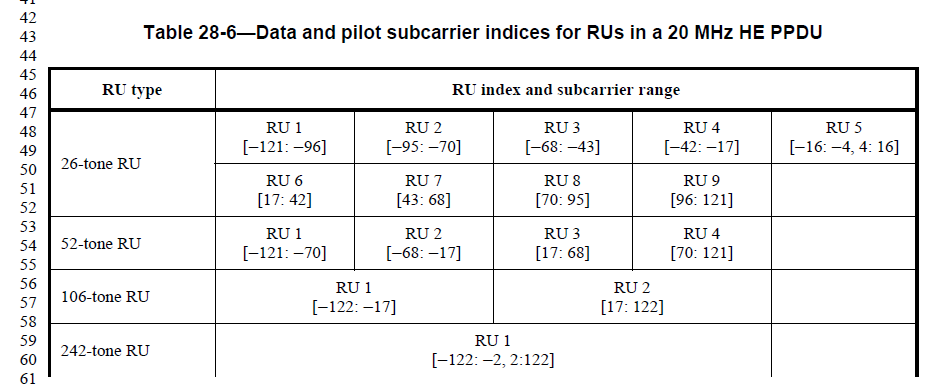 41
42
43
44
45
46
47
48
49
50
51
52
53
54
55
56
57
58
59
60
61
Table 28-6—Data and pilot subcarrier indices for RUs in a 20 MHz HE PPDU
RU type RU index and subcarrier range
26-tone RU
RU 1 RU 2 RU 3 RU 4 RU 5
[−121: −96] [−95: −70] [−68: −43] [−42: −17] [−16: −4, 4: 16]
RU 6 RU 7 RU 8 RU 9
[17: 42] [43: 68] [70: 95] [96: 121]
52-tone RU
RU 1 RU 2 RU 3 RU 4
[−121: −70] [−68: −17] [17: 68] [70: 121]
106-tone RU
RU 1 RU 2
[−122: −17] [17: 122]
242-tone RU
RU 1
[−122: −2, 2:122]